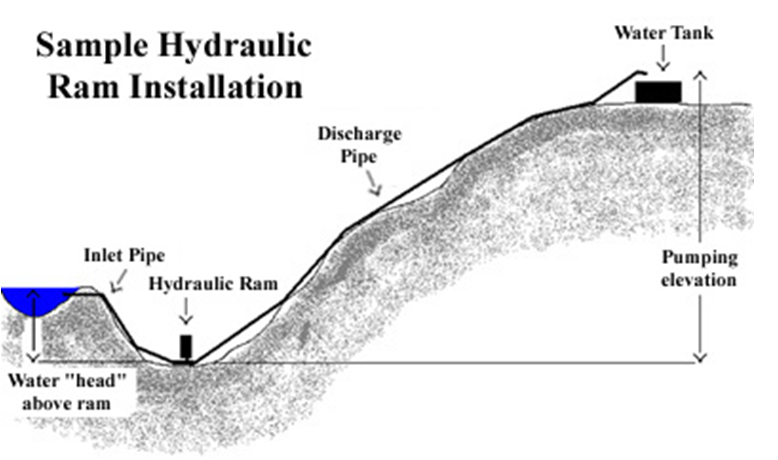 Sample Hydraulic
Ram Installation
Water Tank
Discharge
Pipe
Inlet Pipe
Hydraulic Ram
Pumping
elevation
Water "head"
above ram